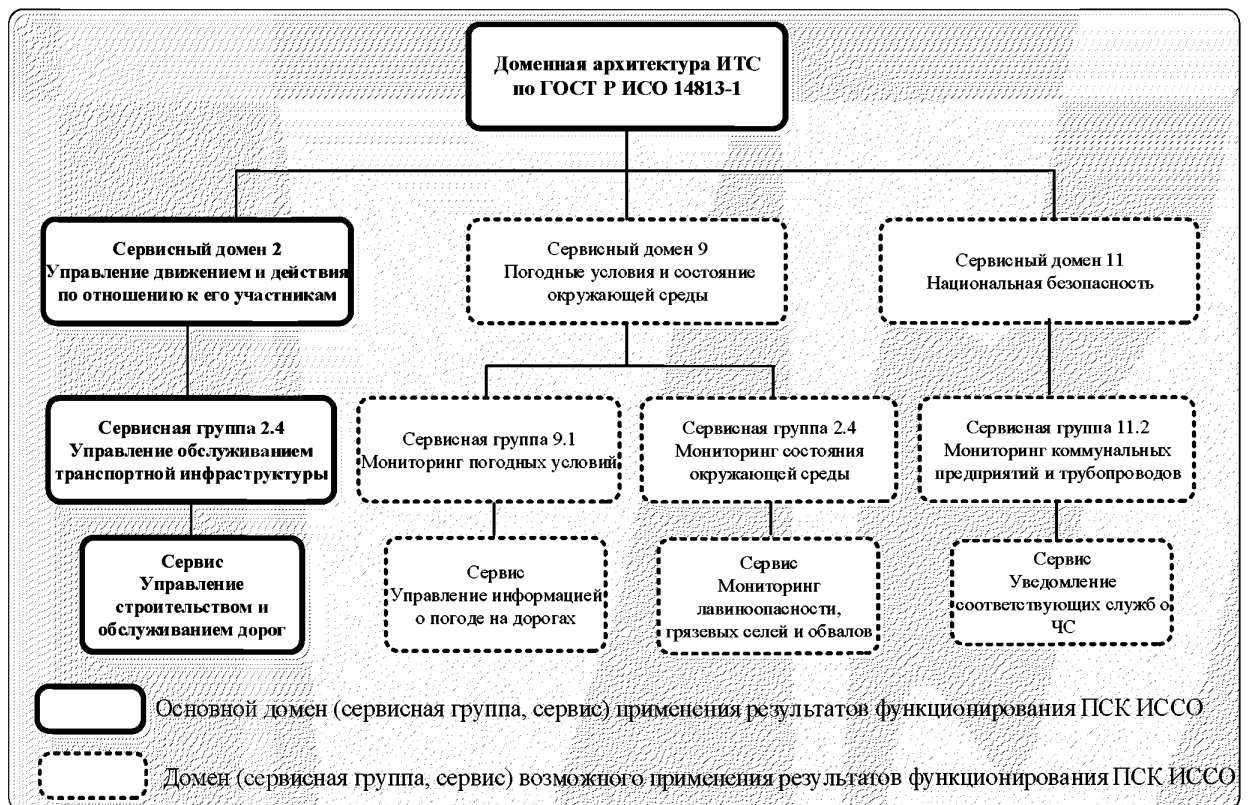 Доменная архитектура ИТС
по ГОСТ Р ИСО 14813-1
Сервисный домен 2
Управление движением и действия
по отношению к его участникам
Сервисный домен 9
Погодные условия и состояние
окружающей среды
Сервисный домен 11
Национальная безопасность
Сервисная группа 2.4
Управление обслуживанием
транспортной инфраструктуры
Сервисная группа 9.1
Мониторинг погодных условий
Сервисная группа 2.4
Мониторинг состояния
окружающей среды
Сервисная группа 11.2
Мониторинг коммунальных
предприятий и трубопроводов
Сервис
Управление
строительством и
обслуживанием дорог
Сервис
Управление информацией
о погоде на дорогах
Сервис
Мониторинг
лавиноопасности,
грязевых селей и обвалов
Сервис
Уведомление
соответствующих служб о
ЧС
Основной домен (сервисная группа, сервис) применения результатов функционирования ПСК ИССО
Домен (сервисная группа, сервис) возможного применения результатов функционирования ПСК ИССО